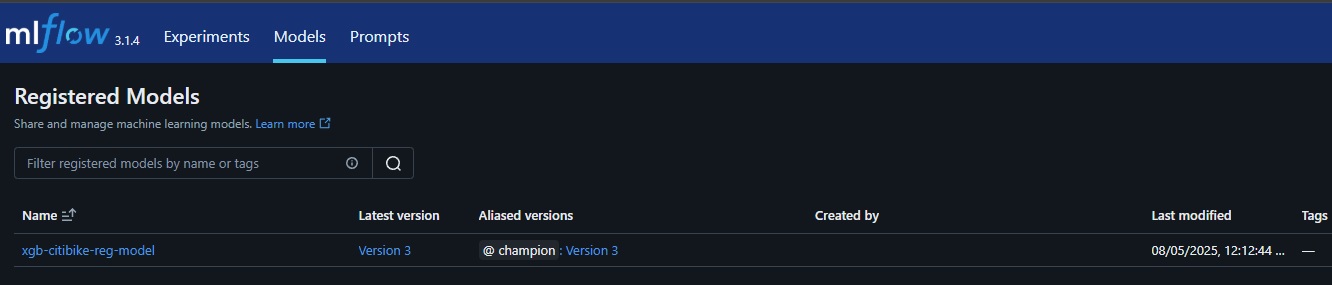 mlflow 3.1.4 Experiments Models Prompts
Registered Models
Share and manage machine learning models. Learn more
Filter registered models by name or tags
Name Latest version Aliased versions Created by Last modified Tags
xgb-citibike-reg-model Version 3 @ champion : Version 3 08/05/2025, 12:12:44 ... —